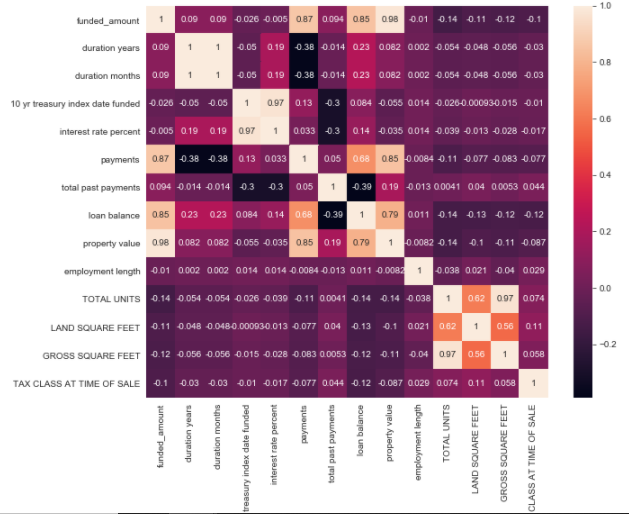 funded_amount 1 0.09 0.09 -0.026 -0.005 0.87 0.094 0.85 0.98 -0.01 -0.14 -0.11 -0.12 -0.1
duration years 0.09 1 1 -0.05 0.19 -0.38 -0.014 0.23 0.082 0.002 -0.054 -0.048 -0.056 -0.03
duration months 0.09 1 1 -0.05 0.19 -0.38 -0.014 0.23 0.082 0.002 -0.054 -0.048 -0.056 -0.03
10 yr treasury index date funded -0.026 -0.05 -0.05 1 0.97 0.13 -0.3 0.084 -0.055 0.014 -0.026 -0.00093 -0.015 -0.01
interest rate percent -0.005 0.19 0.19 0.97 1 0.033 -0.3 0.14 -0.035 0.014 -0.039 -0.013 -0.028 -0.017
payments 0.87 -0.38 -0.38 0.13 0.033 1 0.05 0.68 0.85 -0.0084 -0.11 -0.077 -0.083 -0.077
total past payments 0.094 -0.014 -0.014 -0.3 -0.3 0.05 1 -0.39 0.19 -0.013 0.0041 0.04 0.0053 0.044
loan balance 0.85 0.23 0.23 0.084 0.14 0.68 -0.39 1 0.79 0.011 -0.14 -0.13 -0.12 -0.12
property value 0.98 0.082 0.082 -0.055 -0.035 0.85 0.19 0.79 1 -0.0082 -0.14 -0.1 -0.11 -0.087
employment length -0.01 0.002 0.002 0.014 0.014 -0.0084 -0.013 0.011 -0.0082 1 -0.038 0.021 -0.04 0.029
TOTAL UNITS -0.14 -0.054 -0.054 -0.026 -0.039 -0.11 0.0041 -0.14 -0.14 -0.038 1 0.62 0.97 0.074
LAND SQUARE FEET -0.11 -0.048 -0.048 -0.00093 -0.013 -0.077 0.04 -0.13 -0.1 0.021 0.62 1 0.56 0.11
GROSS SQUARE FEET -0.12 -0.056 -0.056 -0.015 -0.028 -0.083 0.0053 -0.12 -0.11 -0.04 0.97 0.56 1 0.058
TAX CLASS AT TIME OF SALE -0.1 -0.03 -0.03 -0.01 -0.017 -0.077 0.044 -0.12 -0.087 0.029 0.074 0.11 0.058 1
funded_amount
duration years
duration months
treasury index date funded
interest rate percent
payments
total past payments
loan balance
property value
employment length
TOTAL UNITS
LAND SQUARE FEET
GROSS SQUARE FEET
CLASS AT TIME OF SALE
1.0
0.8
0.6
0.4
0.2
0.0
-0.2